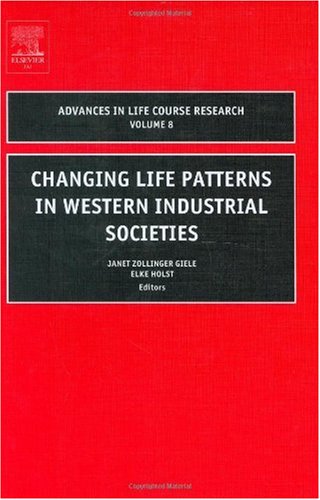 ELSEVIER
ADVANCES IN LIFE COURSE RESEARCH
VOLUME 8
CHANGING LIFE PATTERNS
IN WESTERN INDUSTRIAL
SOCIETIES
JANET ZOLLINGER GIELE
ELKE HOLST
Editors